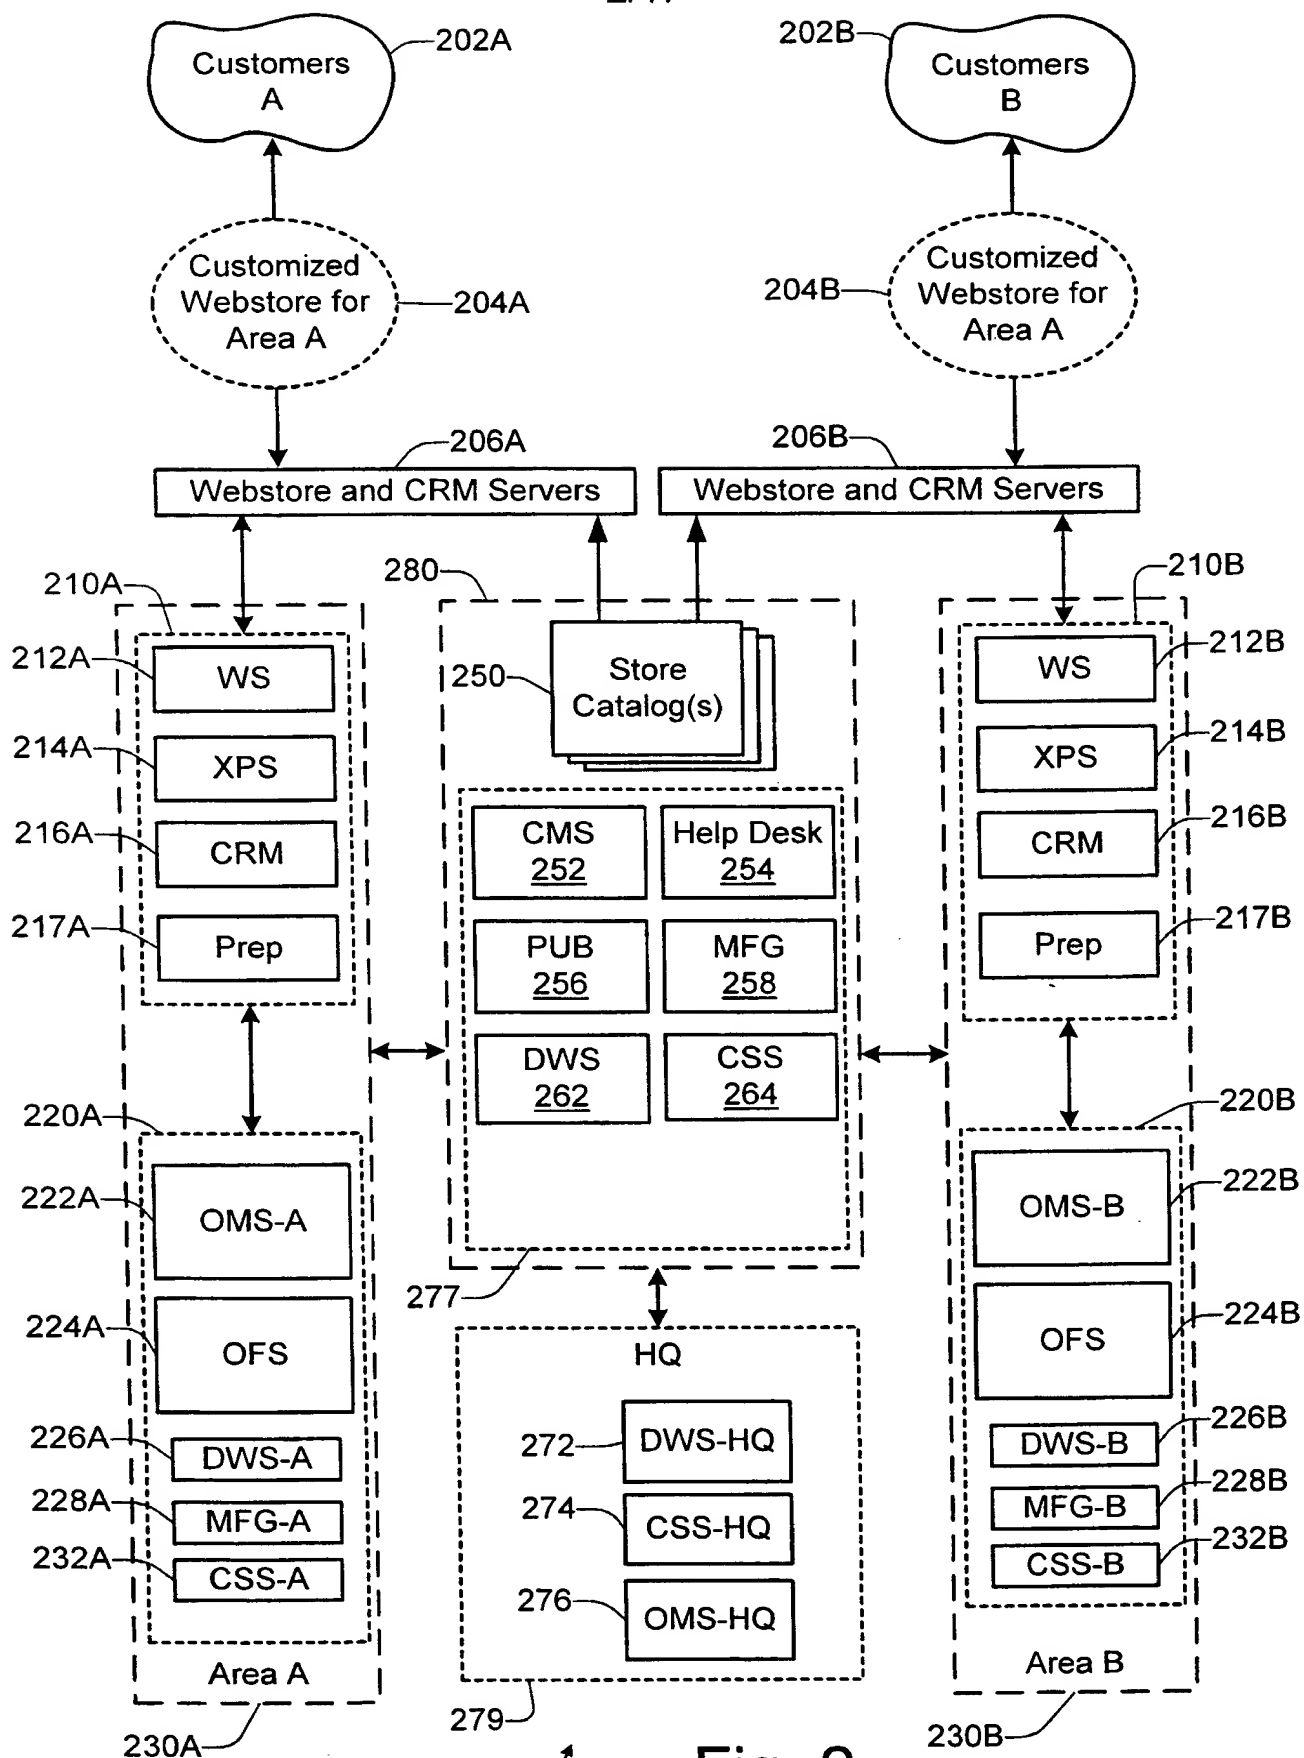 202A
Customers
A
202B
Customers
B
Customized
Webstore for
Area A
204A
204B
Customized
Webstore for
Area A
206A
206B
Webstore and CRM Servers
Webstore and CRM Servers
210A
280
210B
212A
WS
250
Store
Catalog(s)
WS
212B
214A
XPS
XPS
214B
216A
CRM
CMS
252
Help Desk
254
CRM
216B
217A
Prep
PUB
256
MFG
258
Prep
217B
DWS
262
CSS
264
220A
220B
222A
OMS-A
OMS-B
222B
277
224A
OFS
HQ
OFS
224B
226A
DWS-A
272
DWS-HQ
DWS-B
226B
228A
MFG-A
274
CSS-HQ
MFG-B
228B
232A
CSS-A
276
OMS-HQ
CSS-B
232B
Area A
Area B
230A
279
230B